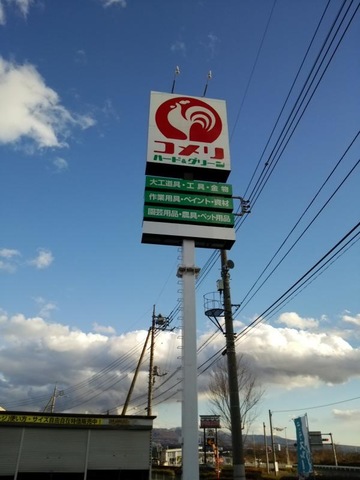 コメリ
ハード&グリーン
大工道具・工具・金物
作業用具・ペイント・資材
園芸用品・農具・ペット用品